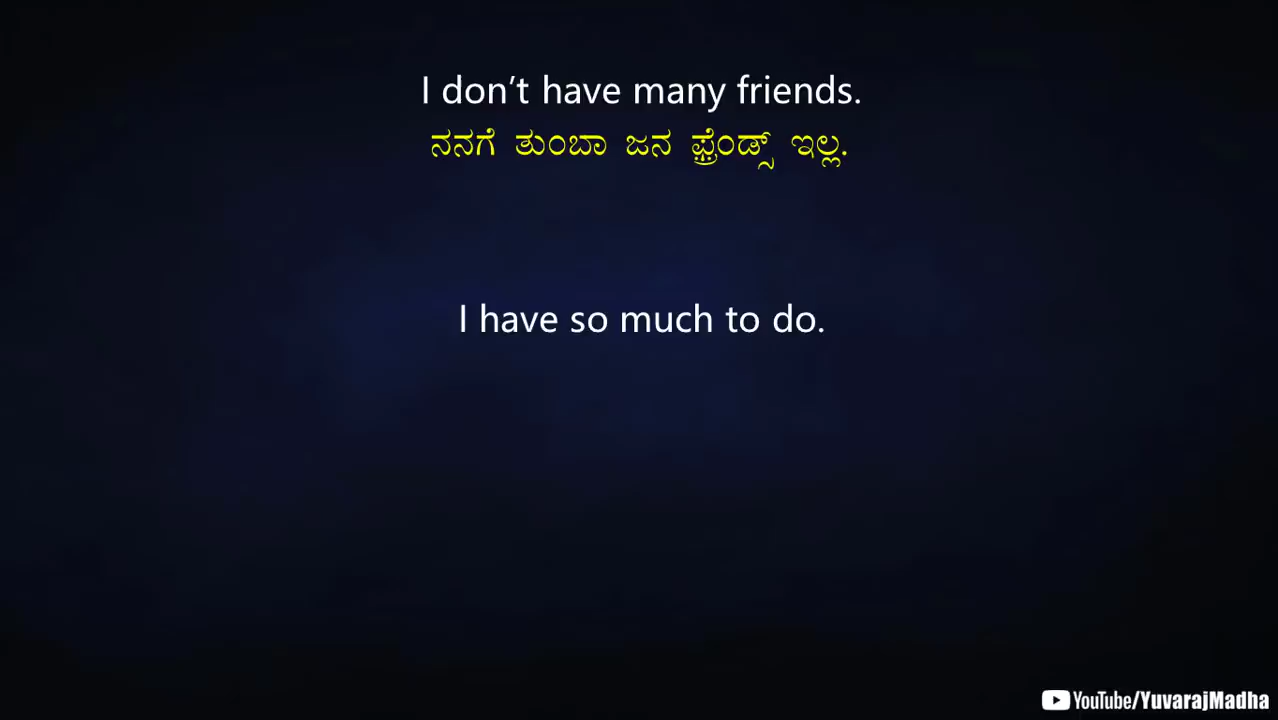 I don’t have many friends.
ನನಗೆ ತುಂಬಾ ಜನ ಫ಼್ರೆಂಡ್ಸ್ ಇಲ್ಲ.
I have so much to do.
YouTube/YuvarajMadha